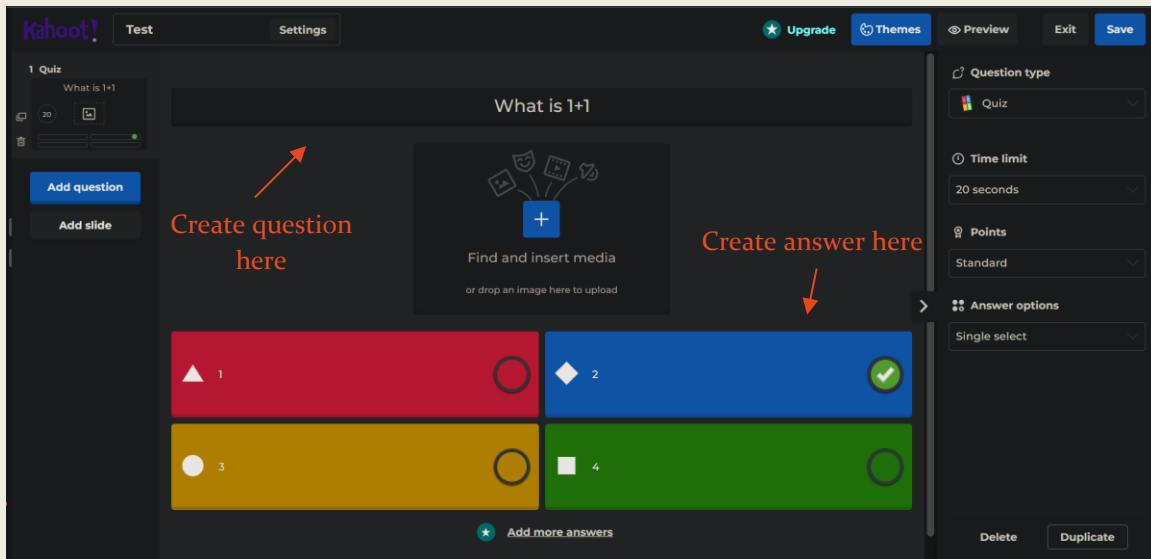 Kahoot!
Test
Settings
Upgrade
Themes
Preview
Exit
Save
1 Quiz
What is 1+1
20
Add question
Add slide
What is 1+1
Create question
here
Find and insert media
or drop an image here to upload
Create answer here
1
2
3
4
Add more answers
Question type
Quiz
Time limit
20 seconds
Points
Standard
Answer options
Single select
Delete
Duplicate